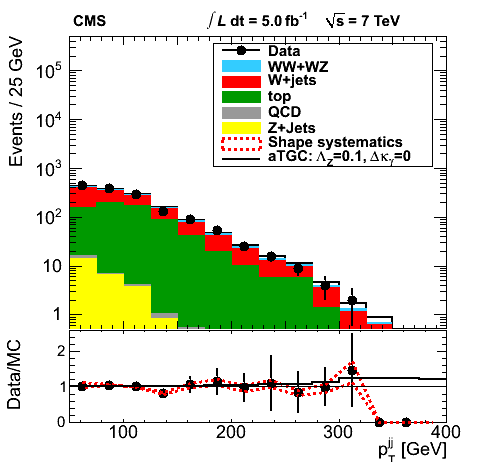 CMS ∫ L dt = 5.0 fb⁻¹ √s = 7 TeV
Events / 25 GeV
10⁵
10⁴
10³
10²
10
1
Data
WW+WZ
W+jets
top
QCD
Z+Jets
Shape systematics
aTGC: Λ_Z=0.1, Δκ_γ=0
Data/MC
2
1
0
100 200 300 400
p_T^jj [GeV]